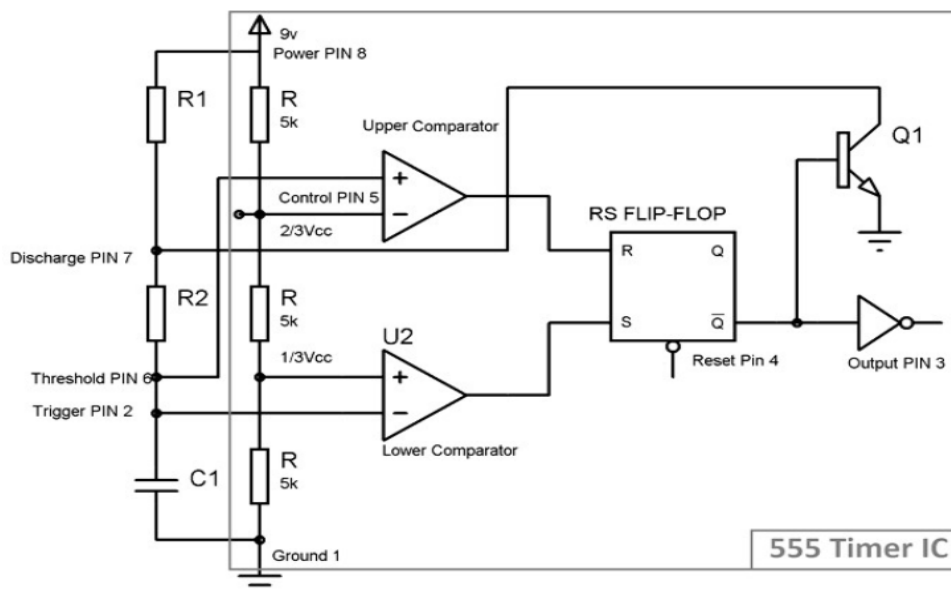 9v
Power PIN 8
R1
R
5k
Upper Comparator
Q1
+
Control PIN 5
−
2/3Vcc
RS FLIP-FLOP
R
Q
Discharge PIN 7
R2
R
5k
U2
S
Q̅
1/3Vcc
+
Reset Pin 4
Output PIN 3
Threshold PIN 6
Trigger PIN 2
−
Lower Comparator
C1
R
5k
Ground 1
555 Timer IC